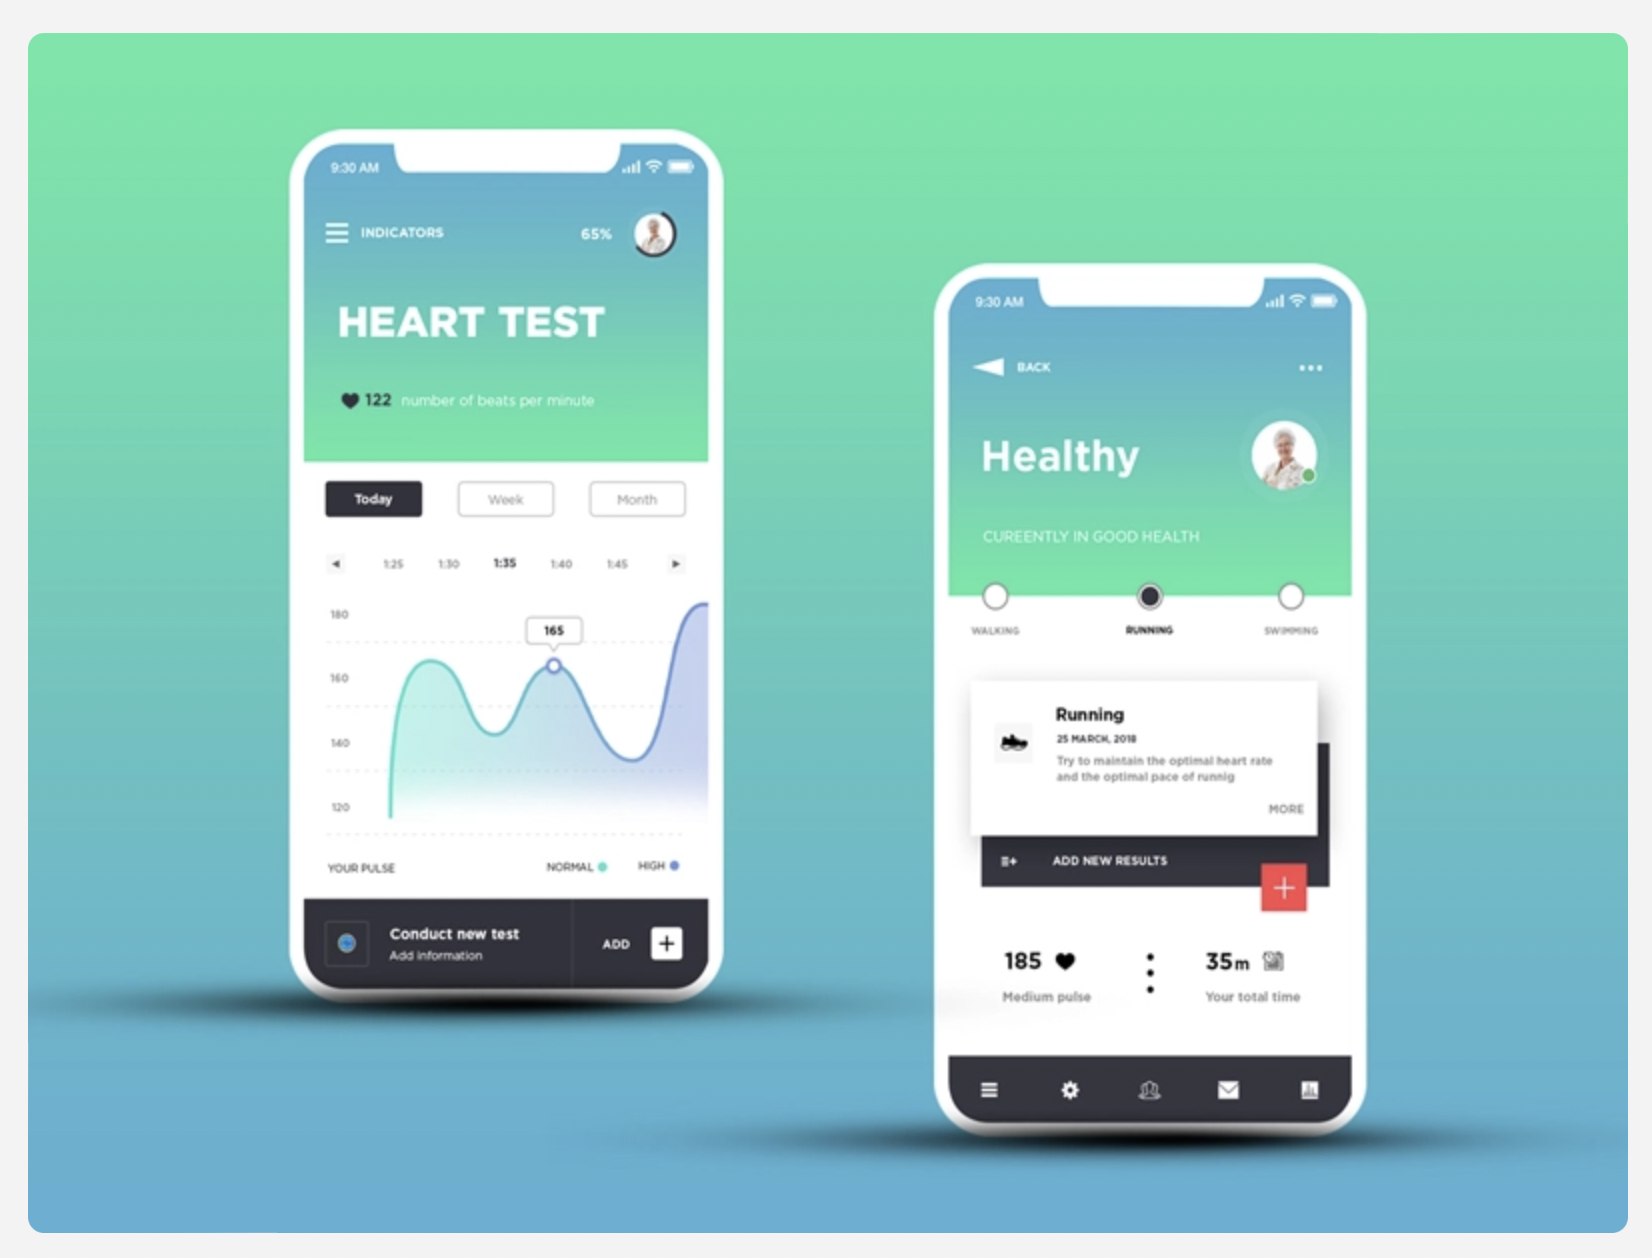 9:30 AM
INDICATORS
65%
HEART TEST
122 number of beats per minute
Today
Week
Month
1:25
1:30
1:35
1:40
1:45
180
165
160
140
120
YOUR PULSE
NORMAL
HIGH
Conduct new test
Add information
ADD
9:30 AM
BACK
Healthy
CUREENTLY IN GOOD HEALTH
WALKING
RUNNING
SWIMMING
Running
25 MARCH, 2018
Try to maintain the optimal heart rate
and the optimal pace of runnig
MORE
ADD NEW RESULTS
185
Medium pulse
35m
Your total time